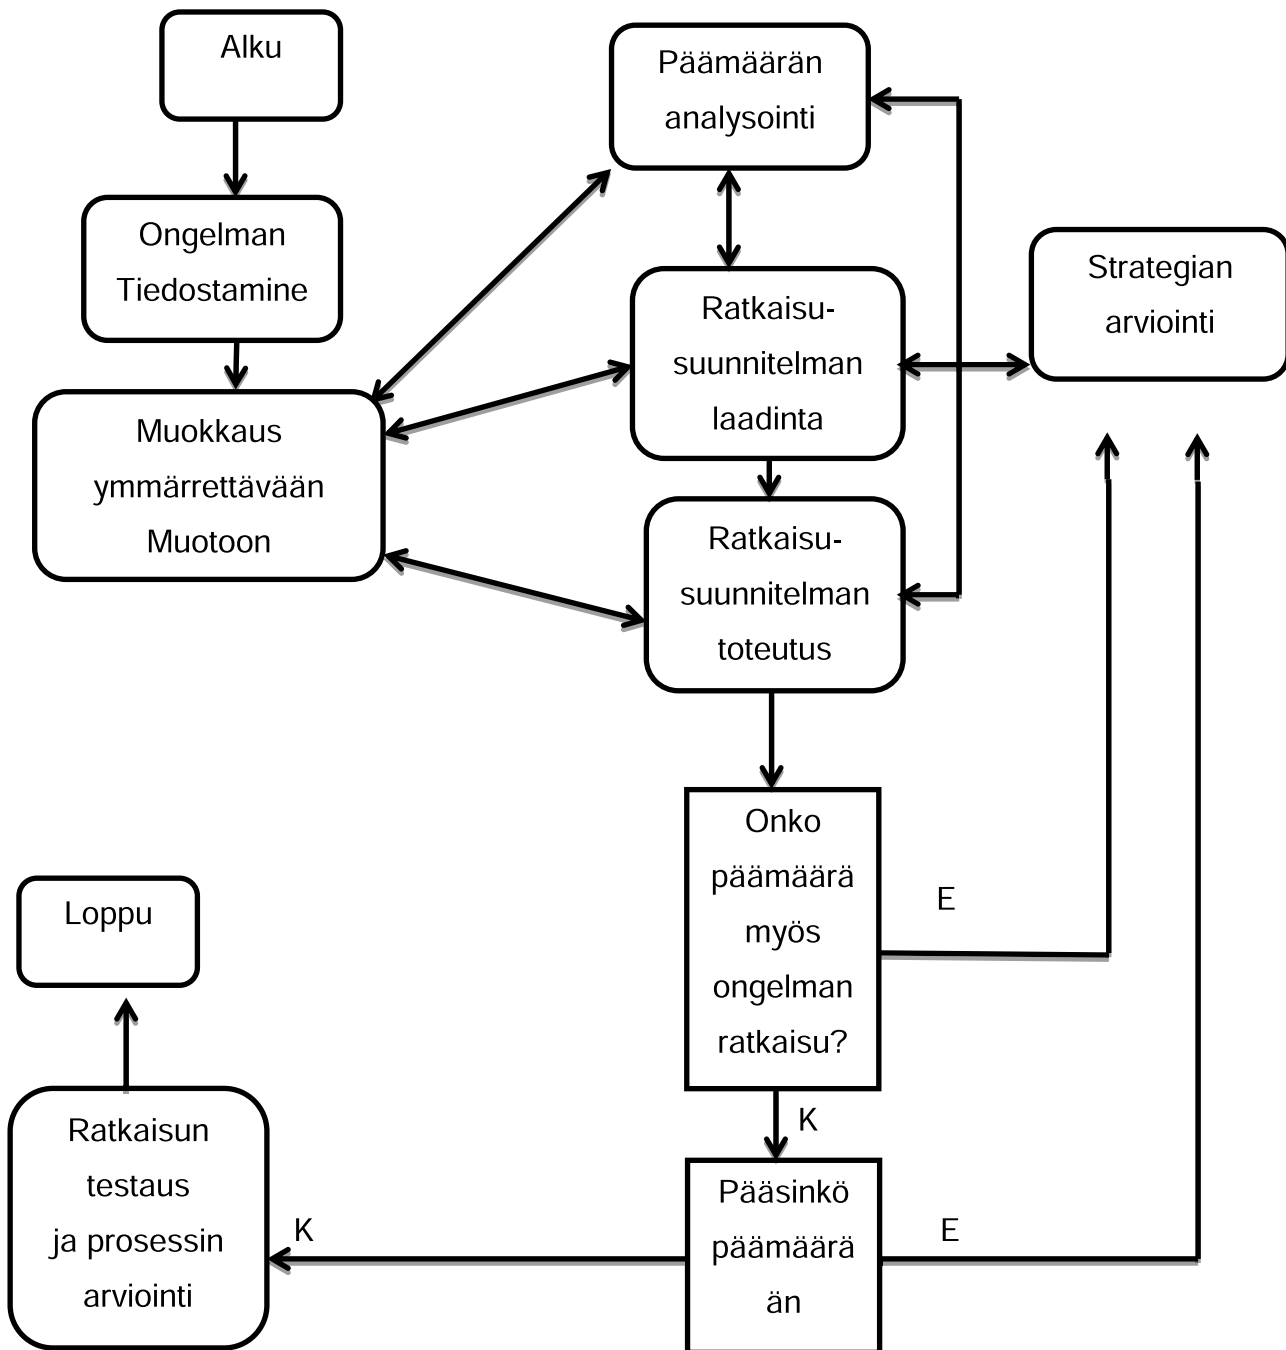 Alku
Päämäärän
analysointi
Ongelman
Tiedostamine
Strategian
arviointi
Ratkaisu-
suunnitelman
laadinta
Muokkaus
ymmärrettävään
Muotoon
Ratkaisu-
suunnitelman
toteutus
Onko
päämäärä
myös
ongelman
ratkaisu?
E
Loppu
K
Pääsinkö
päämäärä
än
E
K
Ratkaisun
testaus
ja prosessin
arviointi